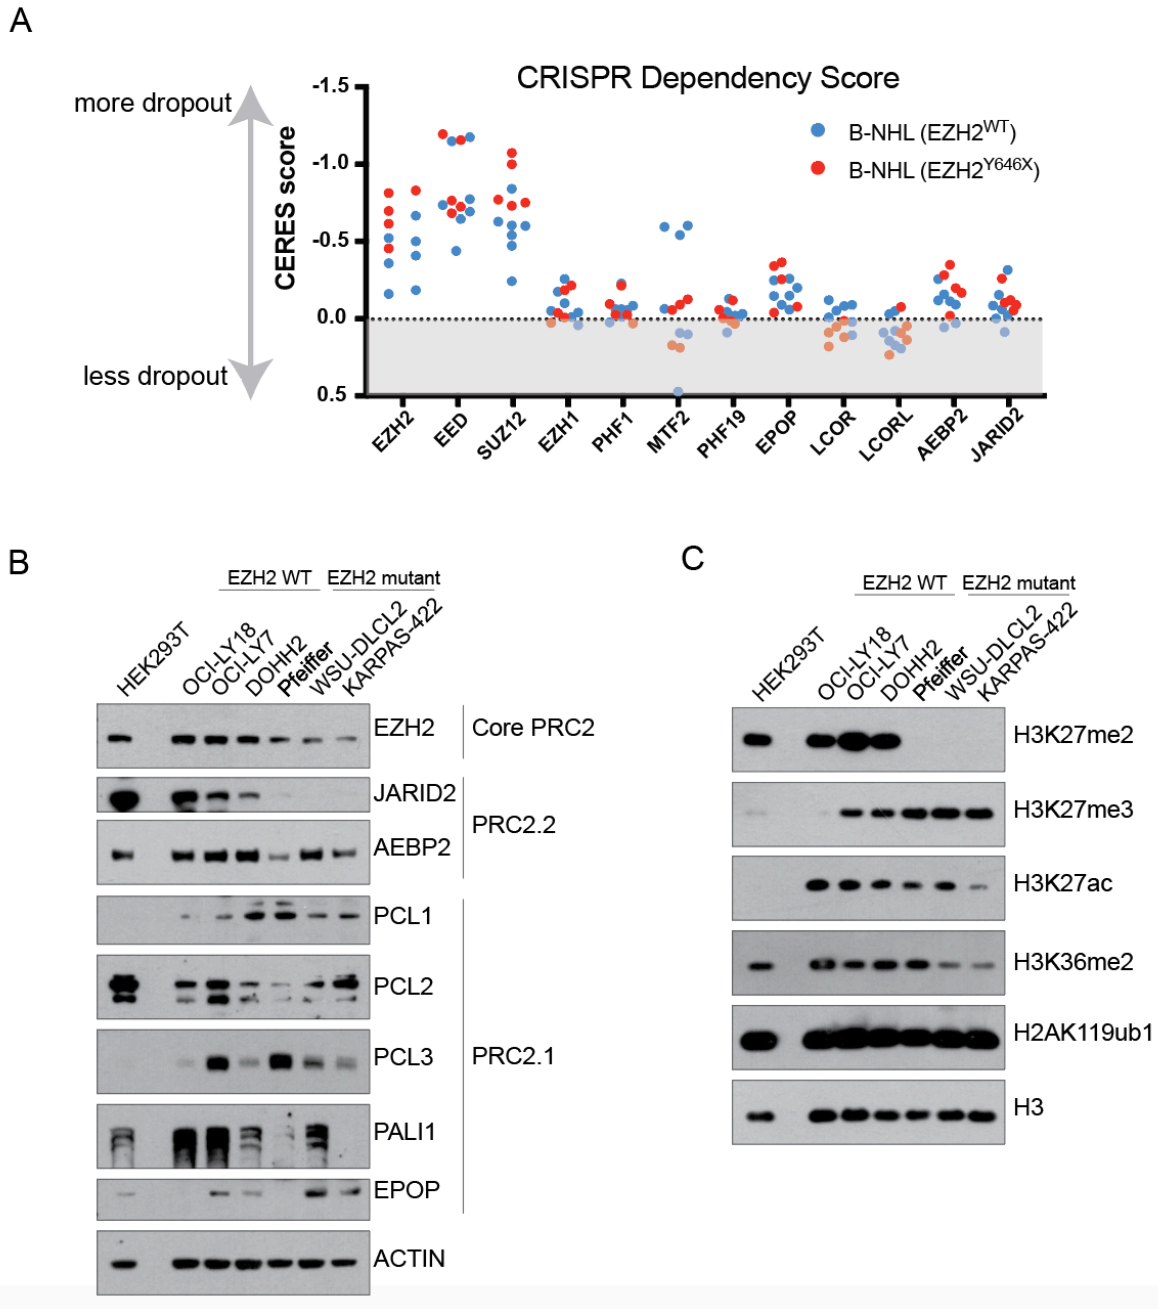 A
CRISPR Dependency Score
more dropout
less dropout
CERES score
-1.5
-1.0
-0.5
0.0
0.5
B-NHL (EZH2WT)
B-NHL (EZH2Y646X)
EZH2
EED
SUZ12
EZH1
PHF1
MTF2
PHF19
EPOP
LCOR
LCORL
AEBP2
JARID2
B
EZH2 WT
EZH2 mutant
HEK293T
OCI-LY18
OCI-LY7
DOHH2
Pfeiffer
WSU-DLCL2
KARPAS-422
EZH2
Core PRC2
JARID2
AEBP2
PRC2.2
PCL1
PCL2
PCL3
PALI1
EPOP
PRC2.1
ACTIN
C
EZH2 WT
EZH2 mutant
HEK293T
OCI-LY18
OCI-LY7
DOHH2
Pfeiffer
WSU-DLCL2
KARPAS-422
H3K27me2
H3K27me3
H3K27ac
H3K36me2
H2AK119ub1
H3